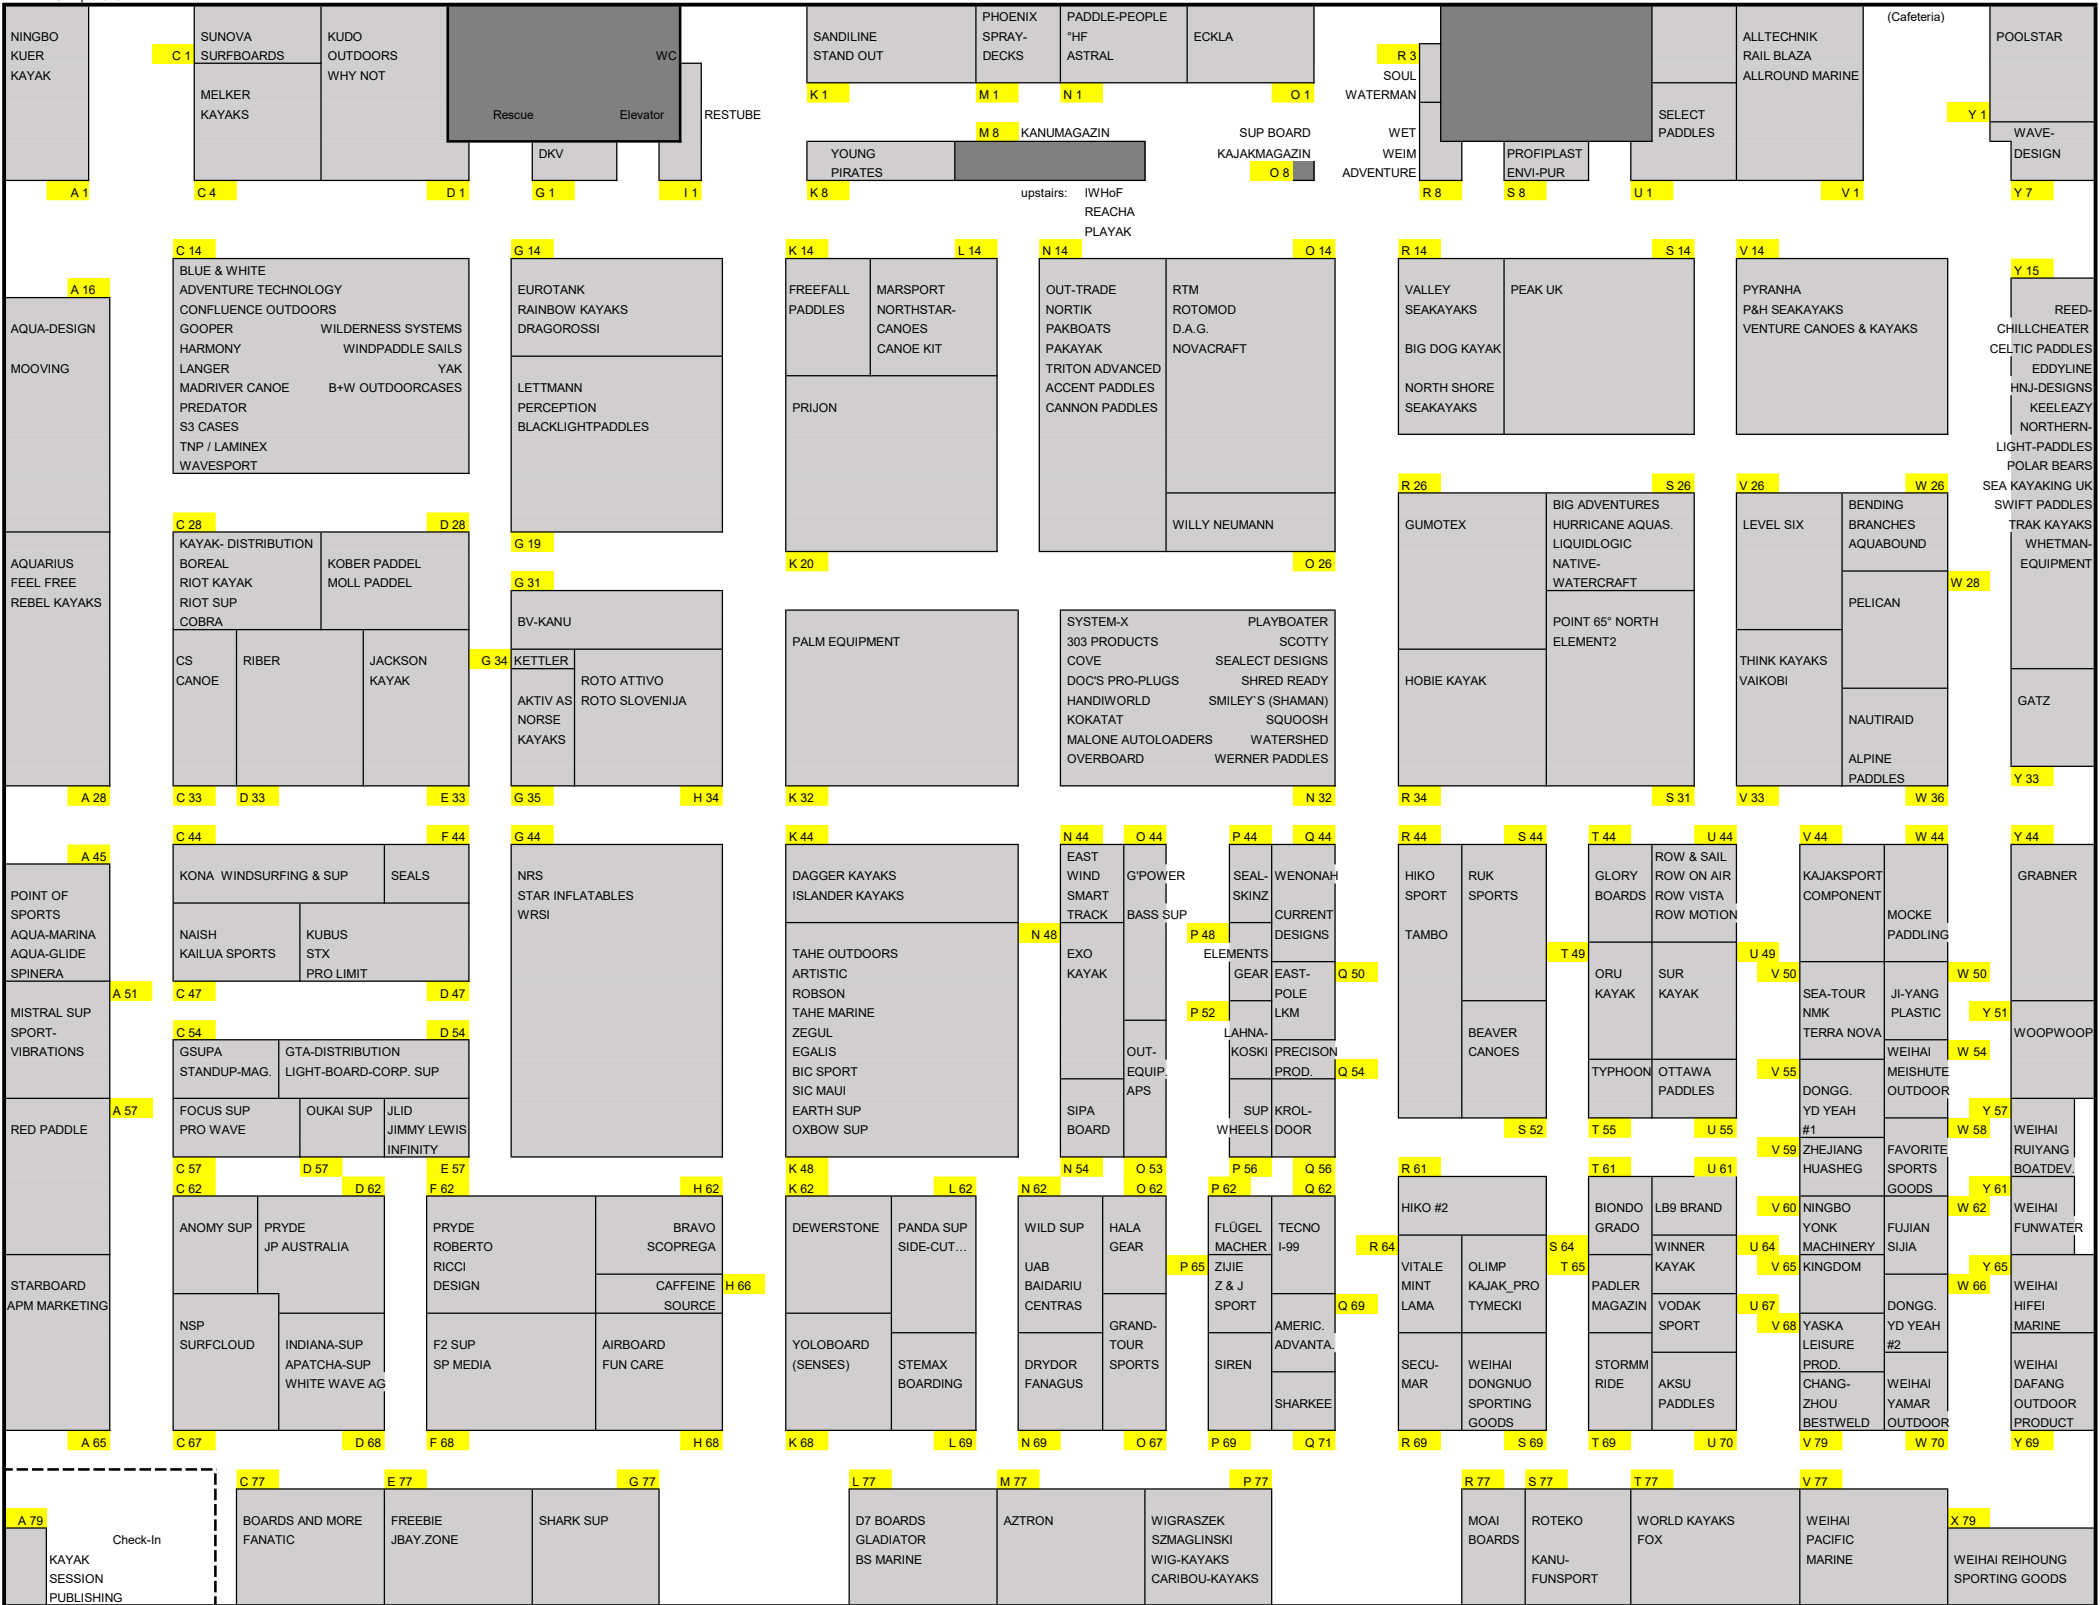 NINGBO
KUER
KAYAK
A 1
C 1
SUNOVA
SURFBOARDS
MELKER
KAYAKS
C 4
KUDO
OUTDOORS
WHY NOT
D 1
WC
Rescue
Elevator
RESTUBE
DKV
G 1
I 1
SANDILINE
STAND OUT
K 1
PHOENIX
SPRAY-
DECKS
M 1
PADDLE-PEOPLE
°HF
ASTRAL
N 1
ECKLA
O 1
M 8
KANUMAGAZIN
YOUNG
PIRATES
K 8
upstairs:
IWHoF
REACHA
PLAYAK
SUP BOARD
KAJAKMAGAZIN
O 8
R 3
SOUL
WATERMAN
WET
WEIM
ADVENTURE
R 8
PROFIPLAST
ENVI-PUR
S 8
SELECT
PADDLES
U 1
ALLTECHNIK
RAIL BLAZA
ALLROUND MARINE
V 1
(Cafeteria)
POOLSTAR
Y 1
WAVE-
DESIGN
Y 7
A 16
AQUA-DESIGN
MOOVING
AQUARIUS
FEEL FREE
REBEL KAYAKS
A 28
C 14
BLUE & WHITE
ADVENTURE TECHNOLOGY
CONFLUENCE OUTDOORS
GOOPER
WILDERNESS SYSTEMS
HARMONY
WINDPADDLE SAILS
LANGER
YAK
MADRIVER CANOE
B+W OUTDOORCASES
PREDATOR
S3 CASES
TNP / LAMINEX
WAVESPORT
G 14
EUROTANK
RAINBOW KAYAKS
DRAGOROSSI
LETTMANN
PERCEPTION
BLACKLIGHTPADDLES
G 19
K 14
L 14
FREEFALL
PADDLES
MARSPORT
NORTHSTAR-
CANOES
CANOE KIT
PRIJON
K 20
N 14
O 14
OUT-TRADE
NORTIK
PAKBOATS
PAKAYAK
TRITON ADVANCED
ACCENT PADDLES
CANNON PADDLES
RTM
ROTOMOD
D.A.G.
NOVACRAFT
WILLY NEUMANN
O 26
R 14
S 14
VALLEY
SEAKAYAKS
BIG DOG KAYAK
NORTH SHORE
SEAKAYAKS
PEAK UK
V 14
PYRANHA
P&H SEAKAYAKS
VENTURE CANOES & KAYAKS
Y 15
REED-
CHILLCHEATER
CELTIC PADDLES
EDDYLINE
HNJ-DESIGNS
KEELEAZY
NORTHERN-
LIGHT-PADDLES
POLAR BEARS
SEA KAYAKING UK
SWIFT PADDLES
TRAK KAYAKS
WHETMAN-
EQUIPMENT
GATZ
Y 33
C 28
D 28
KAYAK- DISTRIBUTION
BOREAL
RIOT KAYAK
RIOT SUP
COBRA
KOBER PADDEL
MOLL PADDEL
CS
CANOE
RIBER
JACKSON
KAYAK
C 33
D 33
E 33
G 31
BV-KANU
G 34
KETTLER
AKTIV AS
NORSE
KAYAKS
ROTO ATTIVO
ROTO SLOVENIJA
G 35
H 34
PALM EQUIPMENT
K 32
SYSTEM-X
PLAYBOATER
303 PRODUCTS
SCOTTY
COVE
SEALECT DESIGNS
DOC'S PRO-PLUGS
SHRED READY
HANDIWORLD
SMILEY`S (SHAMAN)
KOKATAT
SQUOOSH
MALONE AUTOLOADERS
WATERSHED
OVERBOARD
WERNER PADDLES
N 32
R 26
S 26
GUMOTEX
BIG ADVENTURES
HURRICANE AQUAS.
LIQUIDLOGIC
NATIVE-
WATERCRAFT
POINT 65° NORTH
ELEMENT2
HOBIE KAYAK
R 34
S 31
V 26
W 26
LEVEL SIX
BENDING
BRANCHES
AQUABOUND
W 28
PELICAN
THINK KAYAKS
VAIKOBI
NAUTIRAID
ALPINE
PADDLES
V 33
W 36
A 45
POINT OF
SPORTS
AQUA-MARINA
AQUA-GLIDE
SPINERA
A 51
MISTRAL SUP
SPORT-
VIBRATIONS
A 57
RED PADDLE
STARBOARD
APM MARKETING
A 65
C 44
F 44
KONA  WINDSURFING & SUP
SEALS
NAISH
KAILUA SPORTS
KUBUS
STX
PRO LIMIT
C 47
D 47
C 54
D 54
GSUPA
STANDUP-MAG.
GTA-DISTRIBUTION
LIGHT-BOARD-CORP. SUP
FOCUS SUP
PRO WAVE
OUKAI SUP
JLID
JIMMY LEWIS
INFINITY
C 57
D 57
E 57
G 44
NRS
STAR INFLATABLES
WRSI
K 44
DAGGER KAYAKS
ISLANDER KAYAKS
TAHE OUTDOORS
ARTISTIC
ROBSON
TAHE MARINE
ZEGUL
EGALIS
BIC SPORT
SIC MAUI
EARTH SUP
OXBOW SUP
K 48
N 44
O 44
EAST
WIND
SMART
TRACK
G'POWER
BASS SUP
N 48
EXO
KAYAK
OUT-
EQUIP.
APS
SIPA
BOARD
N 54
O 53
P 44
Q 44
SEAL-
SKINZ
WENONAH
CURRENT
DESIGNS
P 48
ELEMENTS
GEAR
EAST-
POLE
LKM
Q 50
P 52
LAHNA-
KOSKI
PRECISON
PROD.
Q 54
SUP
WHEELS
KROL-
DOOR
P 56
Q 56
R 44
S 44
HIKO
SPORT
TAMBO
RUK
SPORTS
BEAVER
CANOES
S 52
T 44
U 44
GLORY
BOARDS
ROW & SAIL
ROW ON AIR
ROW VISTA
ROW MOTION
T 49
U 49
ORU
KAYAK
SUR
KAYAK
TYPHOON
OTTAWA
PADDLES
T 55
U 55
V 44
W 44
KAJAKSPORT
COMPONENT
MOCKE
PADDLING
V 50
W 50
SEA-TOUR
NMK
TERRA NOVA
JI-YANG
PLASTIC
W 54
WEIHAI
MEISHUTE
OUTDOOR
V 55
DONGG.
YD YEAH
#1
W 58
V 59
ZHEJIANG
HUASHEG
FAVORITE
SPORTS
GOODS
V 60
NINGBO
YONK
MACHINERY
W 62
FUJIAN
SIJIA
V 65
KINGDOM
W 66
DONGG.
YD YEAH
#2
V 68
YASKA
LEISURE
PROD.
CHANG-
ZHOU
BESTWELD
WEIHAI
YAMAR
OUTDOOR
V 79
W 70
Y 44
GRABNER
Y 51
WOOPWOOP
Y 57
WEIHAI
RUIYANG
BOATDEV.
Y 61
WEIHAI
FUNWATER
Y 65
WEIHAI
HIFEI
MARINE
WEIHAI
DAFANG
OUTDOOR
PRODUCT
Y 69
C 62
D 62
ANOMY SUP
PRYDE
JP AUSTRALIA
NSP
SURFCLOUD
INDIANA-SUP
APATCHA-SUP
WHITE WAVE AG
C 67
D 68
F 62
H 62
PRYDE
ROBERTO
RICCI
DESIGN
BRAVO
SCOPREGA
CAFFEINE
SOURCE
H 66
F2 SUP
SP MEDIA
AIRBOARD
FUN CARE
F 68
H 68
K 62
L 62
DEWERSTONE
PANDA SUP
SIDE-CUT...
YOLOBOARD
(SENSES)
STEMAX
BOARDING
K 68
L 69
N 62
O 62
WILD SUP
UAB
BAIDARIU
CENTRAS
HALA
GEAR
GRAND-
TOUR
SPORTS
DRYDOR
FANAGUS
N 69
O 67
P 62
Q 62
FLÜGEL
MACHER
TECNO
I-99
P 65
ZIJIE
Z & J
SPORT
Q 69
AMERIC.
ADVANTA.
SIREN
SHARKEE
P 69
Q 71
R 61
HIKO #2
R 64
S 64
VITALE
MINT
LAMA
OLIMP
KAJAK_PRO
TYMECKI
SECU-
MAR
WEIHAI
DONGNUO
SPORTING
GOODS
R 69
S 69
T 61
U 61
BIONDO
GRADO
LB9 BRAND
T 65
U 64
WINNER
KAYAK
PADLER
MAGAZIN
U 67
VODAK
SPORT
STORMM
RIDE
AKSU
PADDLES
T 69
U 70
A 79
Check-In
KAYAK
SESSION
PUBLISHING
C 77
BOARDS AND MORE
FANATIC
E 77
FREEBIE
JBAY.ZONE
G 77
SHARK SUP
L 77
D7 BOARDS
GLADIATOR
BS MARINE
M 77
AZTRON
P 77
WIGRASZEK
SZMAGLINSKI
WIG-KAYAKS
CARIBOU-KAYAKS
R 77
MOAI
BOARDS
S 77
ROTEKO
KANU-
FUNSPORT
T 77
WORLD KAYAKS
FOX
V 77
WEIHAI
PACIFIC
MARINE
X 79
WEIHAI REIHOUNG
SPORTING GOODS